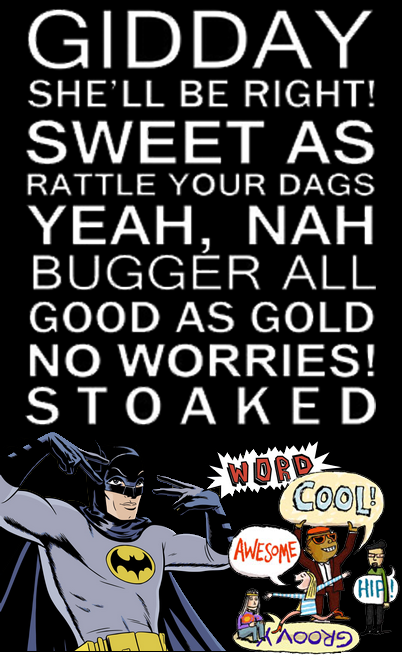 GIDDAY
SHE'LL BE RIGHT!
SWEET AS
RATTLE YOUR DAGS
YEAH, NAH
BUGGER ALL
GOOD AS GOLD
NO WORRIES!
STOAKED
WORD
COOL!
AWESOME
HIP!
GROOVY